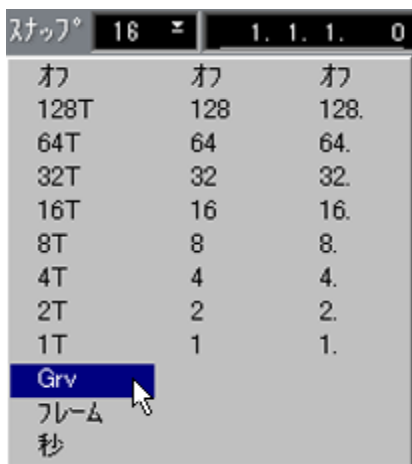 ｽﾅｯﾌﾟ 16 1. 1. 1. 0
ｵﾌ ｵﾌ ｵﾌ
128T 128 128.
64T 64 64.
32T 32 32.
16T 16 16.
8T 8 8.
4T 4 4.
2T 2 2.
1T 1 1.
Grv
ﾌﾚｰﾑ
秒